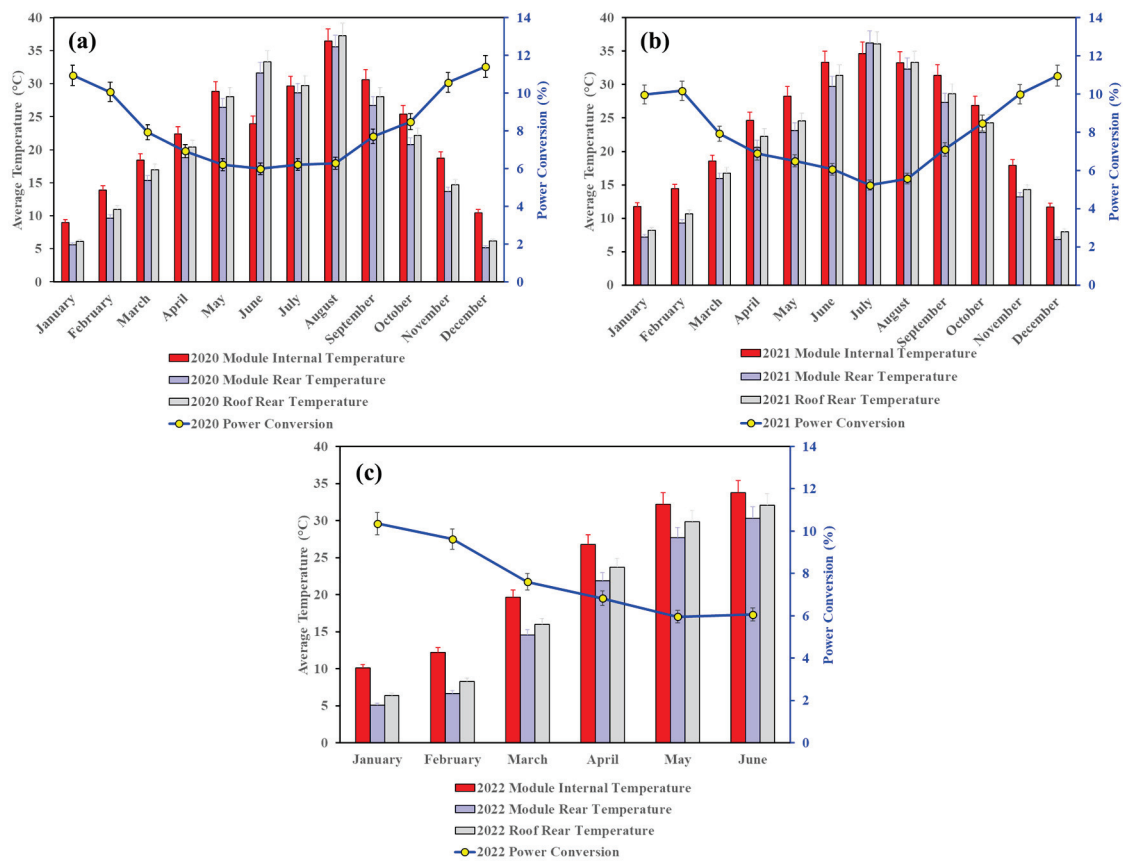 (a)
Average Temperature (°C)
40
35
30
25
20
15
10
5
0
14
12
10
8
6
4
2
0
Power Conversion (%)
January
February
March
April
May
June
July
August
September
October
November
December
2020 Module Internal Temperature
2020 Module Rear Temperature
2020 Roof Rear Temperature
2020 Power Conversion
(b)
Average Temperature (°C)
40
35
30
25
20
15
10
5
0
14
12
10
8
6
4
2
0
Power Conversion (%)
January
February
March
April
May
June
July
August
September
October
November
December
2021 Module Internal Temperature
2021 Module Rear Temperature
2021 Roof Rear Temperature
2021 Power Conversion
(c)
Average Temperature (°C)
40
35
30
25
20
15
10
5
0
14
12
10
8
6
4
2
0
Power Conversion (%)
January
February
March
April
May
June
2022 Module Internal Temperature
2022 Module Rear Temperature
2022 Roof Rear Temperature
2022 Power Conversion